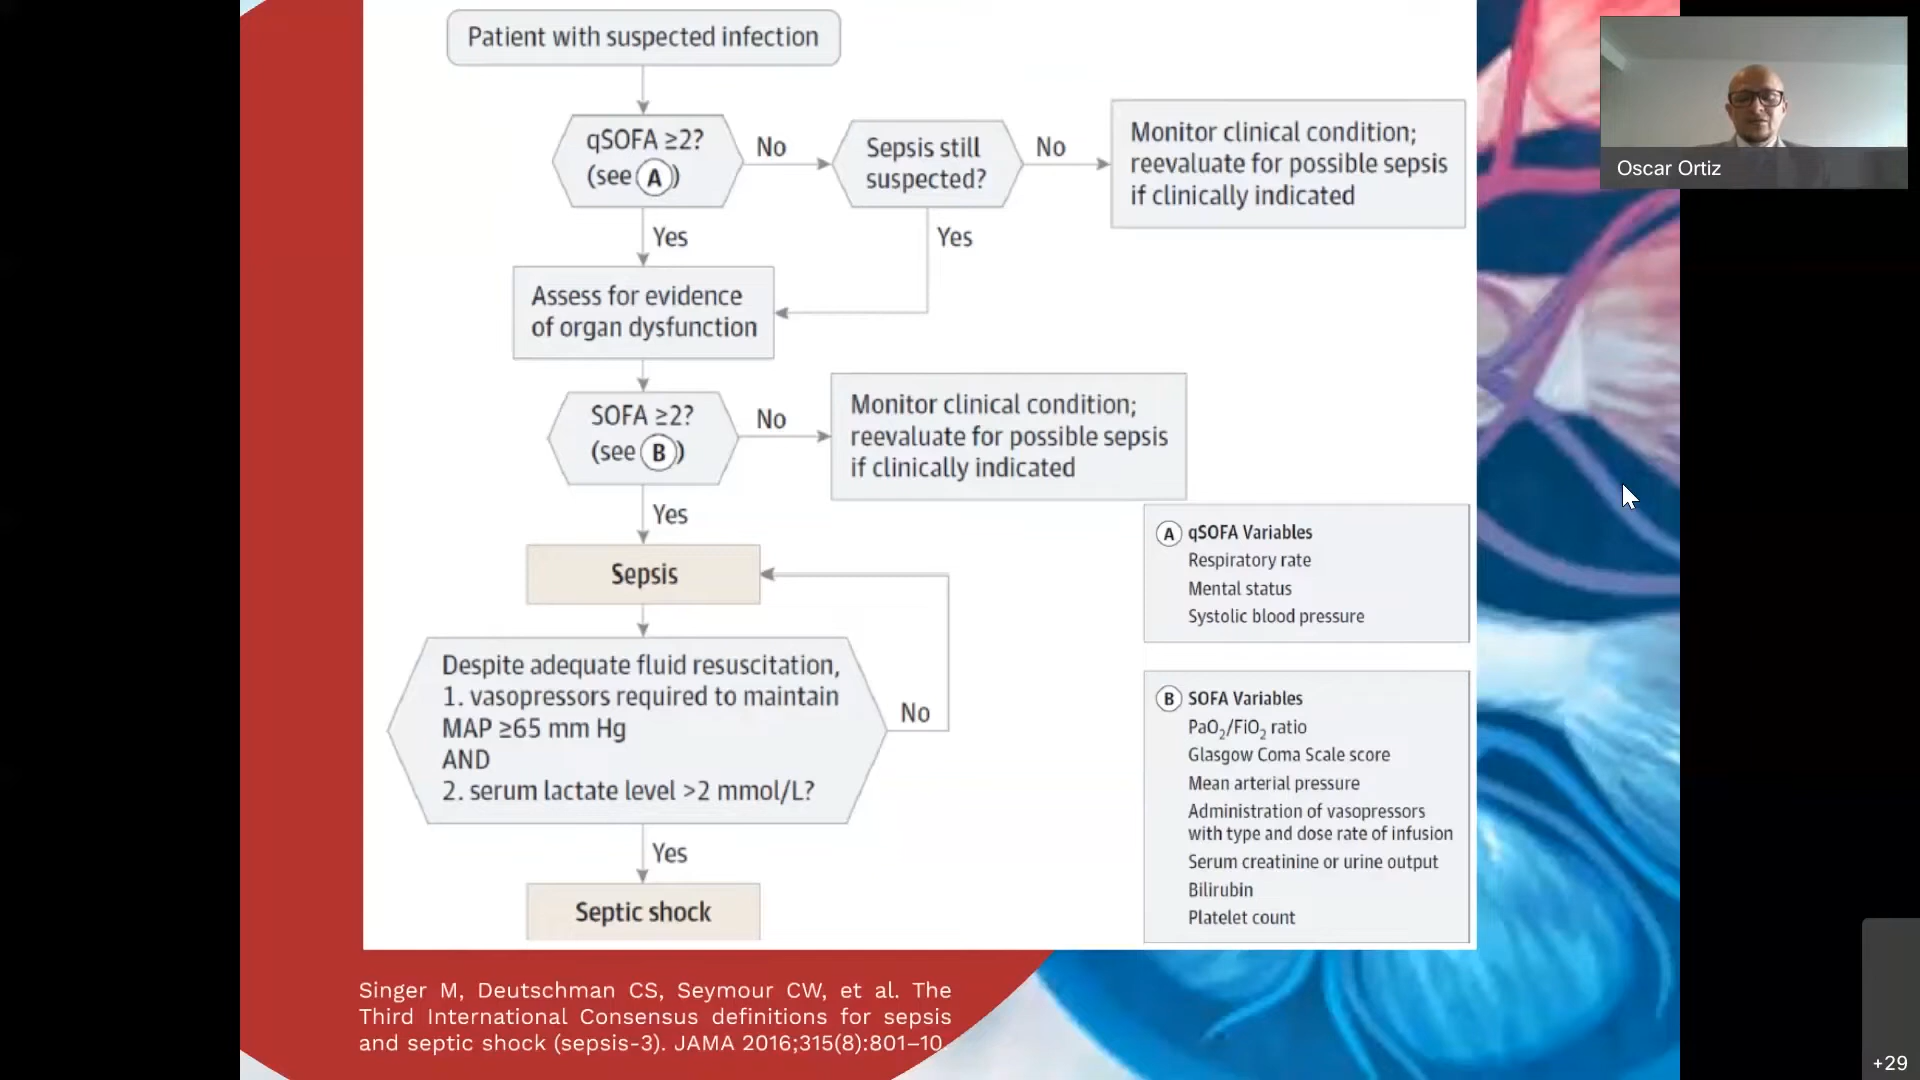 Patient with suspected infection
qSOFA ≥2?
(see A)
No
Sepsis still
suspected?
No
Monitor clinical condition;
reevaluate for possible sepsis
if clinically indicated
Yes
Yes
Assess for evidence
of organ dysfunction
SOFA ≥2?
(see B)
No
Monitor clinical condition;
reevaluate for possible sepsis
if clinically indicated
Yes
Sepsis
Despite adequate fluid resuscitation,
1. vasopressors required to maintain
MAP ≥65 mm Hg
AND
2. serum lactate level >2 mmol/L?
No
Yes
Septic shock
A qSOFA Variables
Respiratory rate
Mental status
Systolic blood pressure
B SOFA Variables
PaO2/FiO2 ratio
Glasgow Coma Scale score
Mean arterial pressure
Administration of vasopressors
with type and dose rate of infusion
Serum creatinine or urine output
Bilirubin
Platelet count
Singer M, Deutschman CS, Seymour CW, et al. The
Third International Consensus definitions for sepsis
and septic shock (sepsis-3). JAMA 2016;315(8):801–10.
Oscar Ortiz
+29